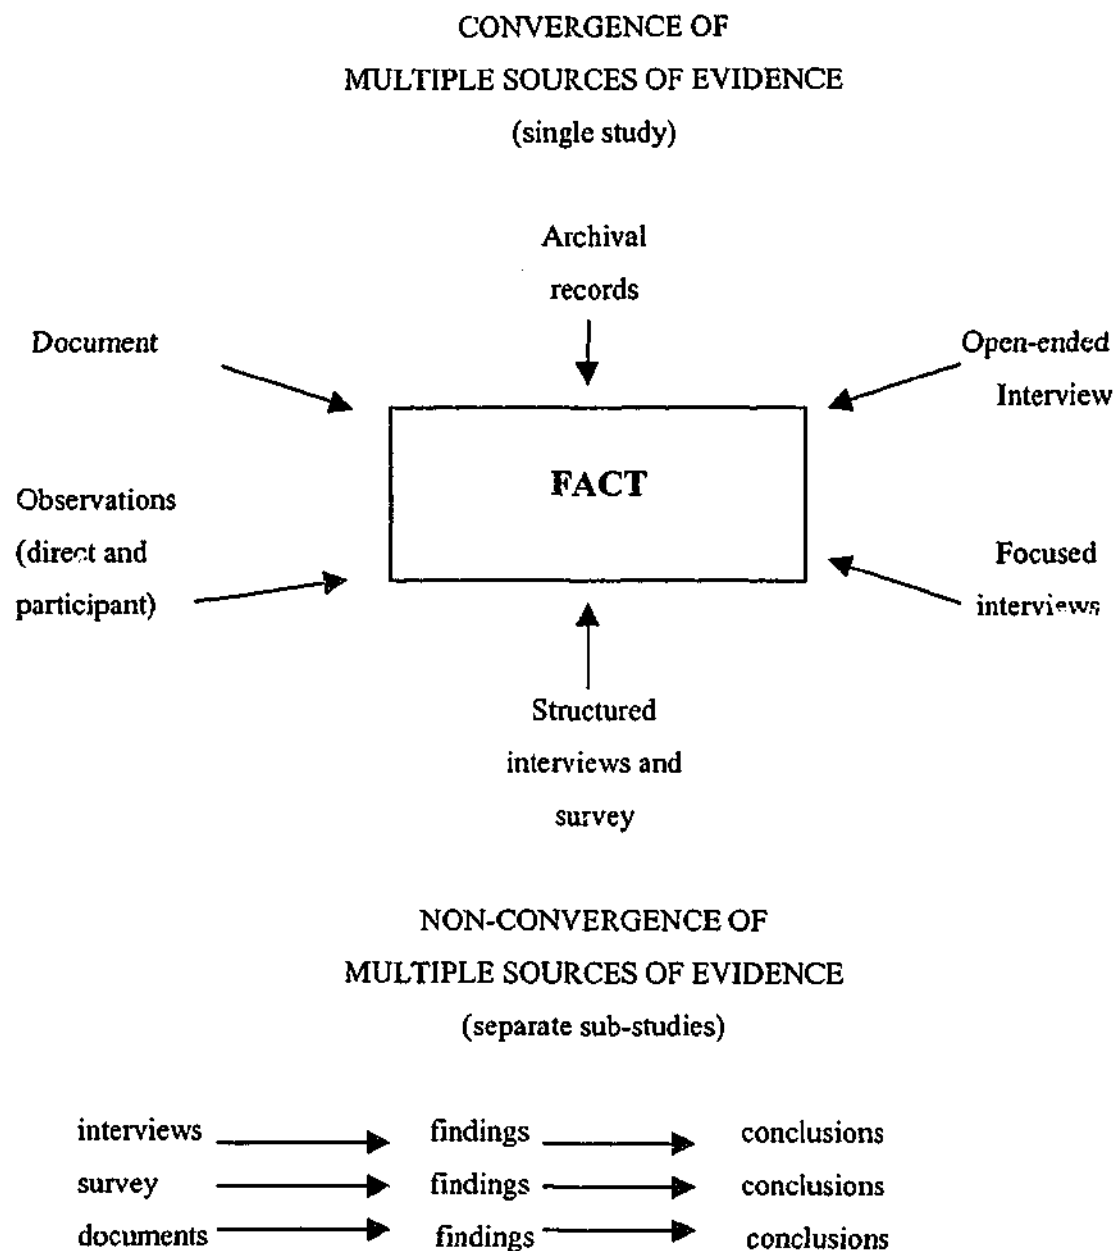 CONVERGENCE OF
MULTIPLE SOURCES OF EVIDENCE
(single study)
Archival
records
Document
Open-ended
Interview
FACT
Observations
(direct and
participant)
Focused
interviews
Structured
interviews and
survey
NON-CONVERGENCE OF
MULTIPLE SOURCES OF EVIDENCE
(separate sub-studies)
interviews findings conclusions
survey findings conclusions
documents findings conclusions